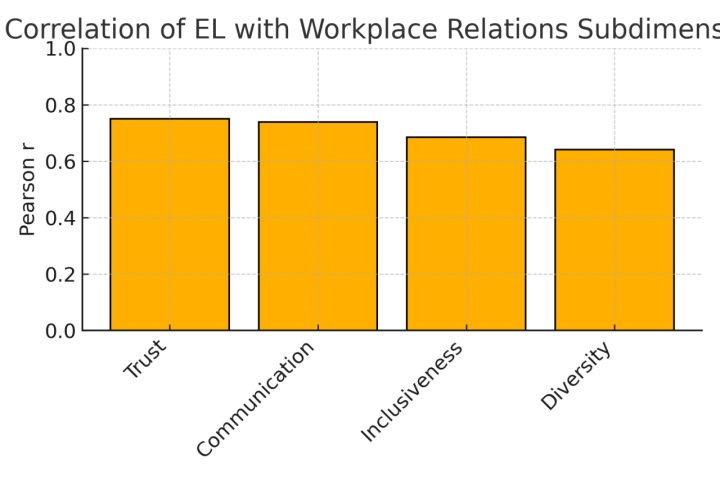 Correlation of EL with Workplace Relations Subdimens
1.0
0.8
0.6
0.4
0.2
0.0
Pearson r
Trust
Communication
Inclusiveness
Diversity